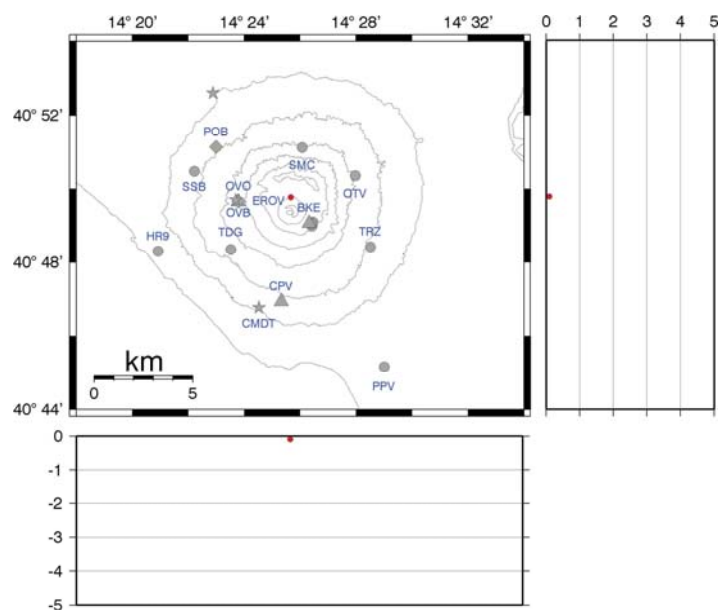 14° 20' 14° 24' 14° 28' 14° 32'
0 1 2 3 4 5
40° 52'
POB
SMC
SSB
OVO
OTV
EROV
BKE
OVB
HR9
TDG
TRZ
40° 48'
CPV
CMDT
km
0 5
PPV
40° 44'
0
-1
-2
-3
-4
-5